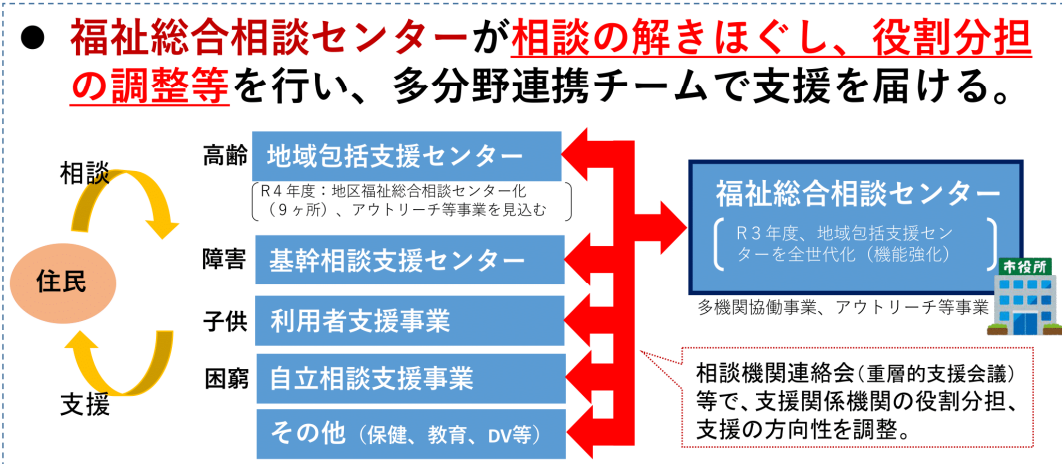 ● 福祉総合相談センターが相談の解きほぐし、役割分担
の調整等を行い、多分野連携チームで支援を届ける。
相談
住民
支援
高齢 地域包括支援センター
R4年度：地区福祉総合相談センター化
（9ヶ所）、アウトリーチ等事業を見込む
障害 基幹相談支援センター
子供 利用者支援事業
困窮 自立相談支援事業
その他（保健、教育、DV等）
福祉総合相談センター
R3年度、地域包括支援セン
ターを全世代化（機能強化）
市役所
多機関協働事業、アウトリーチ等事業
相談機関連絡会（重層的支援会議）
等で、支援関係機関の役割分担、
支援の方向性を調整。